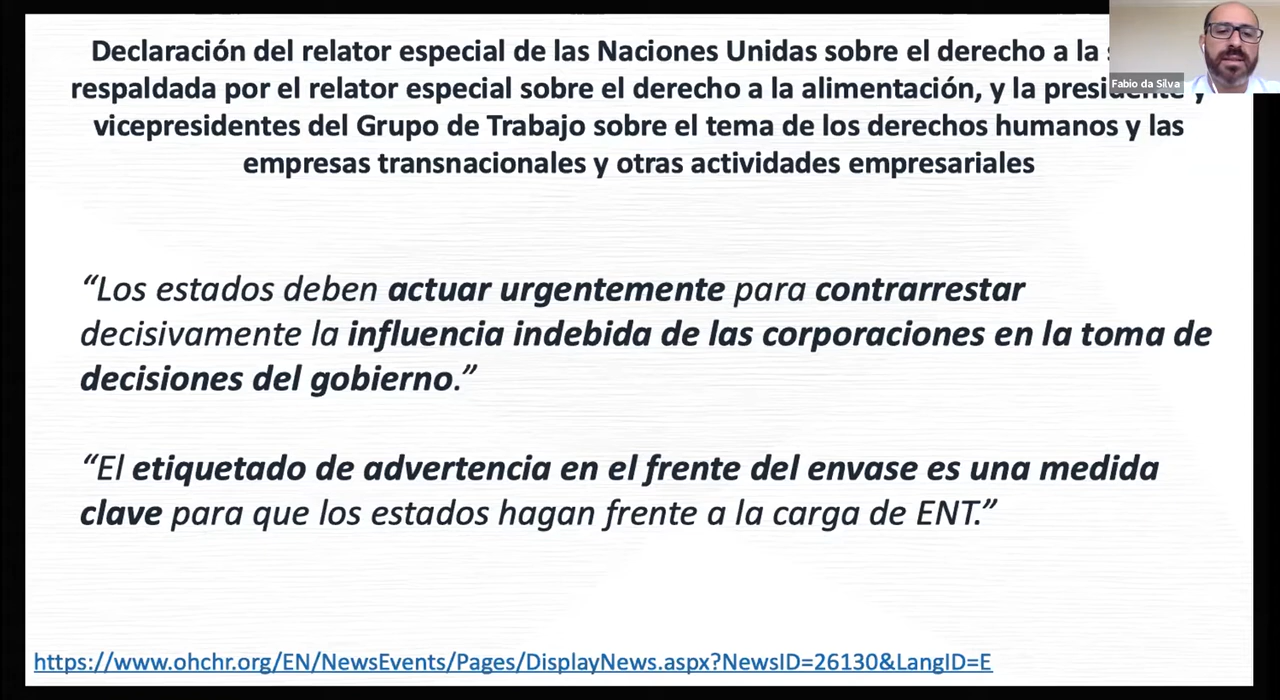 Declaración del relator especial de las Naciones Unidas sobre el derecho a la
respaldada por el relator especial sobre el derecho a la alimentación, y la presidente y
vicepresidentes del Grupo de Trabajo sobre el tema de los derechos humanos y las
empresas transnacionales y otras actividades empresariales
Fabio da Silva
“Los estados deben actuar urgentemente para contrarrestar
decisivamente la influencia indebida de las corporaciones en la toma de
decisiones del gobierno.”
“El etiquetado de advertencia en el frente del envase es una medida
clave para que los estados hagan frente a la carga de ENT.”
https://www.ohchr.org/EN/NewsEvents/Pages/DisplayNews.aspx?NewsID=26130&LangID=E